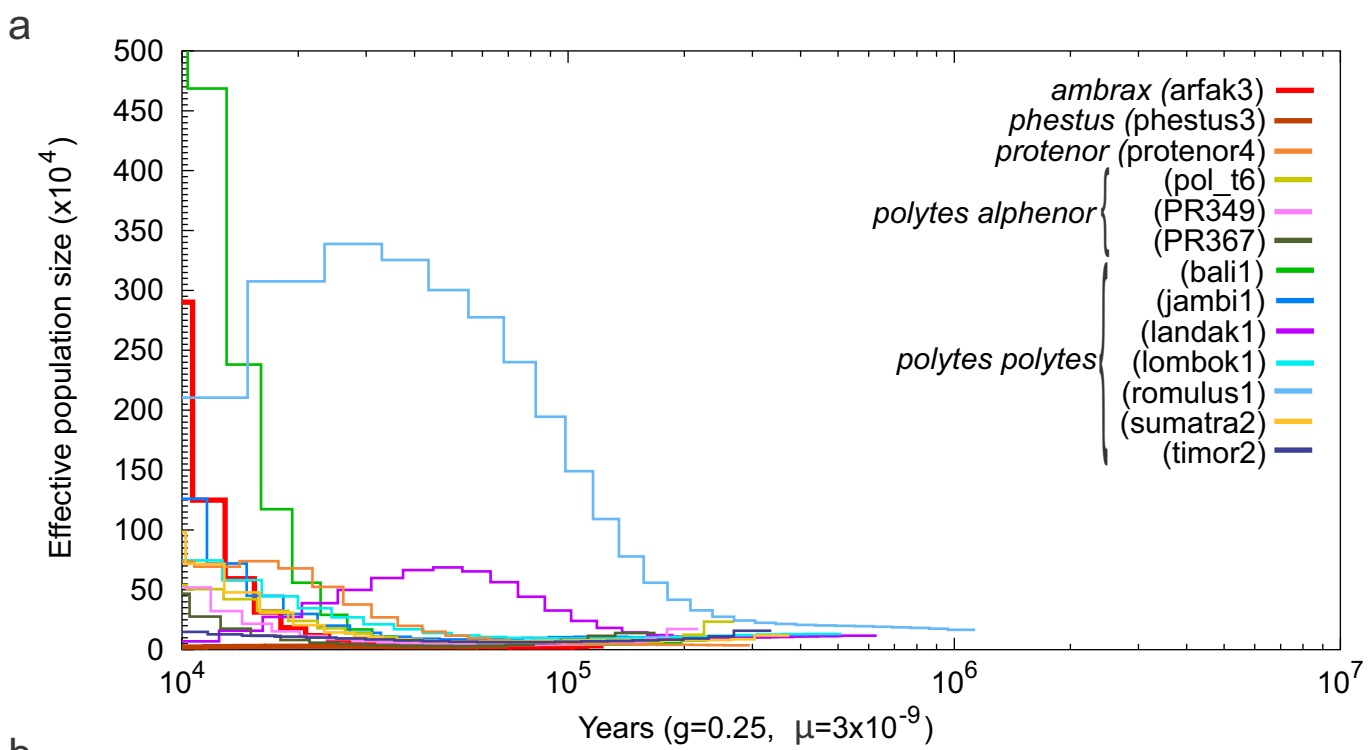 a
500
450
400
350
300
250
200
150
100
50
0
Effective population size (x10^4)
ambrax (arfak3)
phestus (phestus3)
protenor (protenor4)
(pol_t6)
polytes alphenor (PR349)
(PR367)
(bali1)
(jambi1)
(landak1)
polytes polytes (lombok1)
(romulus1)
(sumatra2)
(timor2)
10^4 10^5 10^6 10^7
Years (g=0.25, μ=3x10^-9)